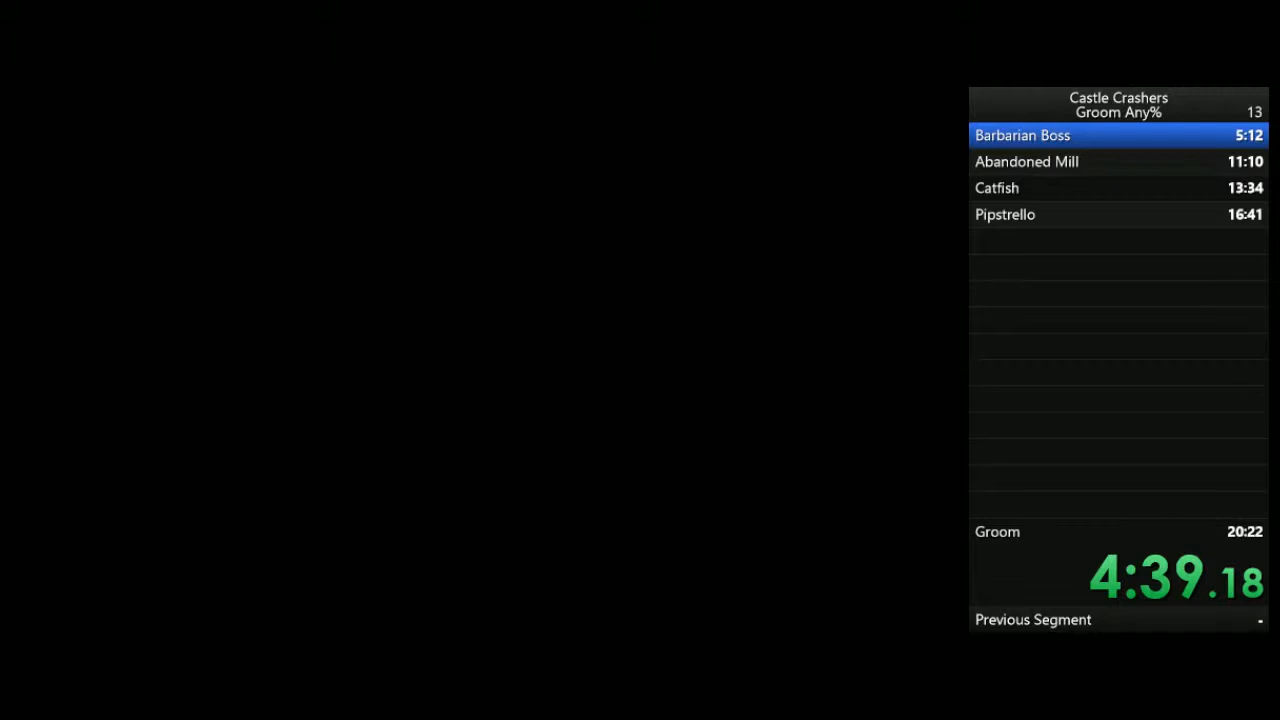 Castle Crashers
Groom Any% 13
Barbarian Boss 5:12
Abandoned Mill 11:10
Catfish 13:34
Pipstrello 16:41
Groom 20:22
4:39.18
Previous Segment -